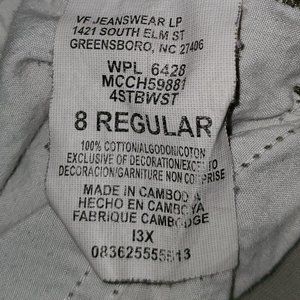 VF JEANSWEAR LP
1421 SOUTH ELM ST
GREENSBORO, NC 27406
WPL 6428
MCCH59881
4STBWST
8 REGULAR
100% COTTON/ALGODON/COTON
EXCLUSIVE OF DECORATION/EXCEPTO
DECORACION/GARNITURE NON COMPRISE
MADE IN CAMBODIA
HECHO EN CAMBOYA
FABRIQUE CAMBODGE
I3X